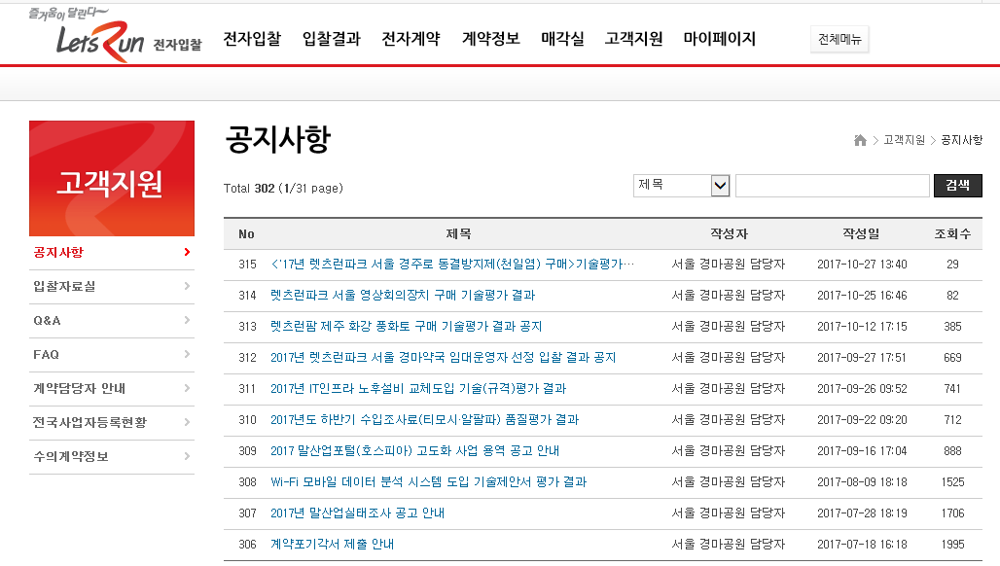 즐거움이 달린다~
Let'sRun 전자입찰 전자입찰 입찰결과 전자계약 계약정보 매각실 고객지원 마이페이지 전체메뉴
고객지원
공지사항
입찰자료실
Q&A
FAQ
계약담당자 안내
전국사업자등록현황
수의계약정보
공지사항
> 고객지원 > 공지사항
Total 302 (1/31 page)
제목 검색
No 제목 작성자 작성일 조회수
315 <'17년 렛츠런파크 서울 경주로 동결방지제(천일염) 구매>기술평가… 서울 경마공원 담당자 2017-10-27 13:40 29
314 렛츠런파크 서울 영상회의장치 구매 기술평가 결과 서울 경마공원 담당자 2017-10-25 16:46 82
313 렛츠런팜 제주 화강 풍화토 구매 기술평가 결과 공지 서울 경마공원 담당자 2017-10-12 17:15 385
312 2017년 렛츠런파크 서울 경마약국 임대운영자 선정 입찰 결과 공지 서울 경마공원 담당자 2017-09-27 17:51 669
311 2017년 IT인프라 노후설비 교체도입 기술(규격)평가 결과 서울 경마공원 담당자 2017-09-26 09:52 741
310 2017년도 하반기 수입조사료(티모시·알팔파) 품질평가 결과 서울 경마공원 담당자 2017-09-22 09:20 712
309 2017 말산업포털(호스피아) 고도화 사업 용역 공고 안내 서울 경마공원 담당자 2017-09-16 17:04 888
308 Wi-Fi 모바일 데이터 분석 시스템 도입 기술제안서 평가 결과 서울 경마공원 담당자 2017-08-09 18:18 1525
307 2017년 말산업실태조사 공고 안내 서울 경마공원 담당자 2017-07-28 18:19 1706
306 계약포기각서 제출 안내 서울 경마공원 담당자 2017-07-18 16:18 1995